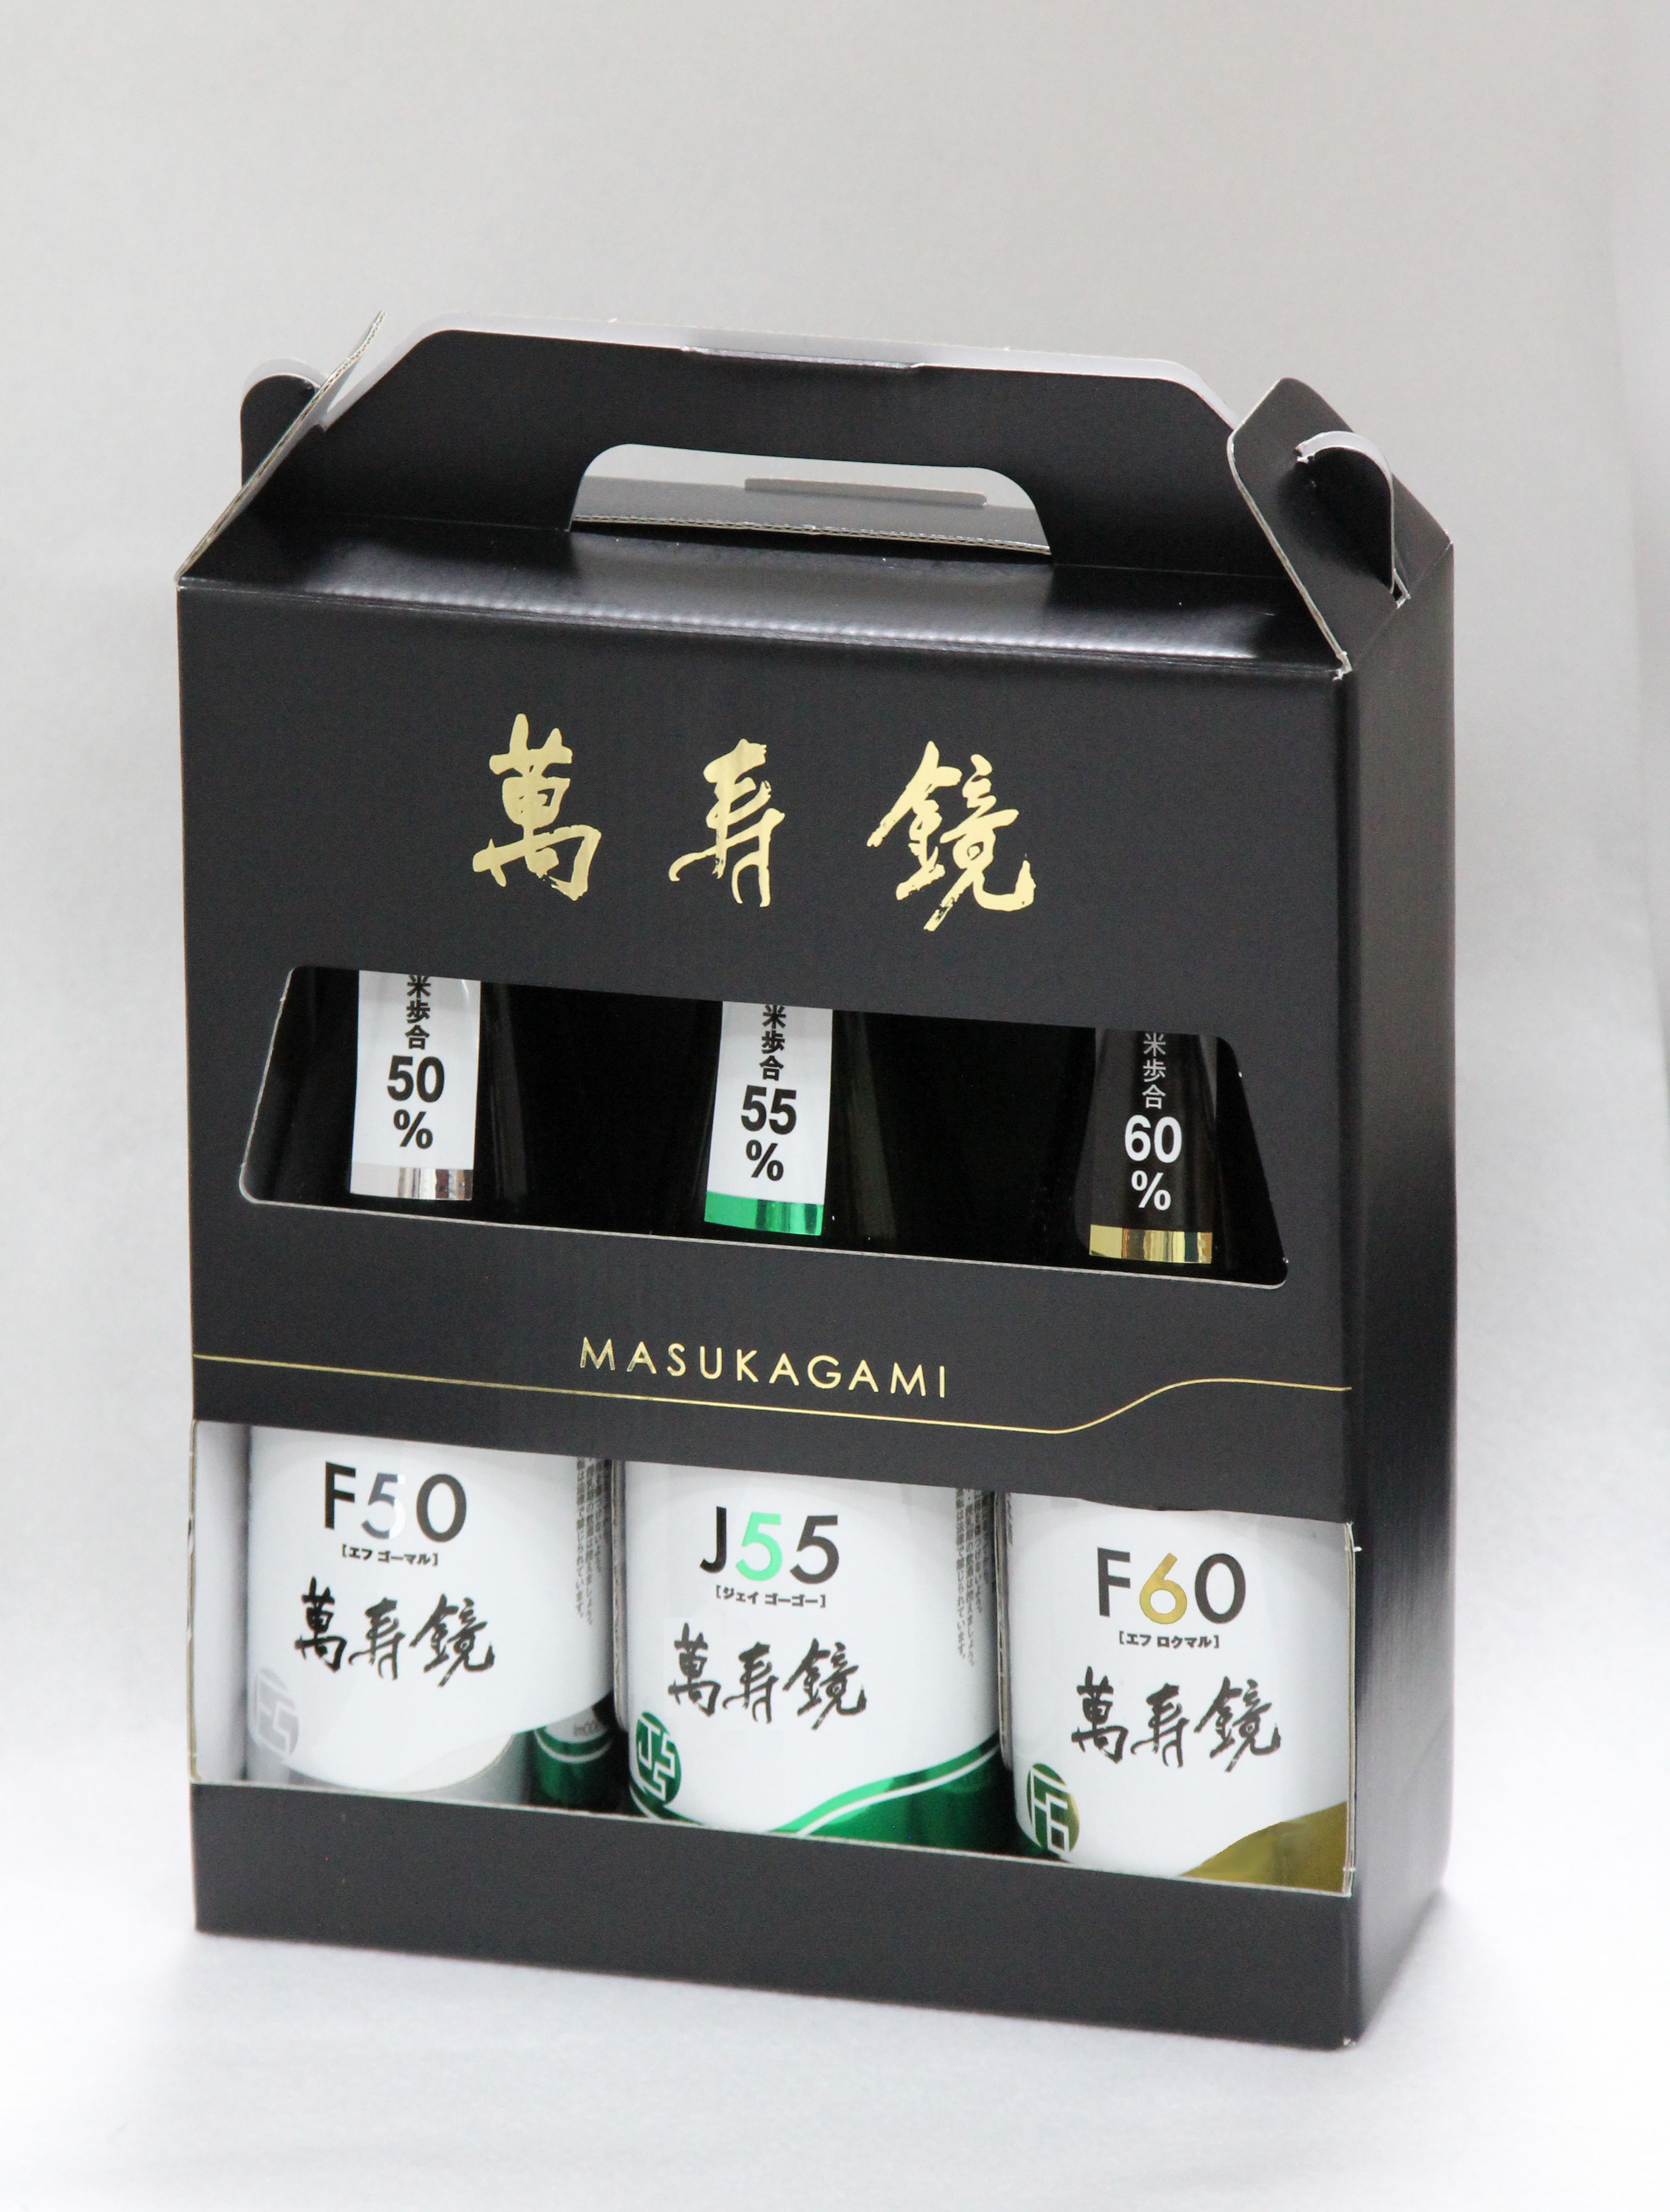 萬寿鏡
米歩合
50
%
米歩合
55
%
米歩合
60
%
MASUKAGAMI
F50
[エフ ゴーマル]
萬寿鏡
J55
[ジェイ ゴーゴー]
萬寿鏡
F60
[エフ ロクマル]
萬寿鏡